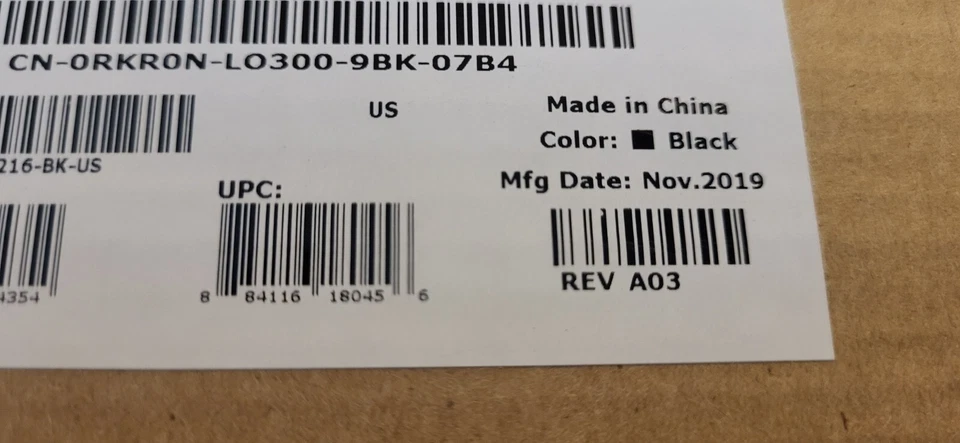 CN-0RKR0N-LO300-9BK-07B4
US
Made in China
Color: Black
216-BK-US
UPC:
Mfg Date: Nov.2019
4354
8 84116 18045 6
REV A03